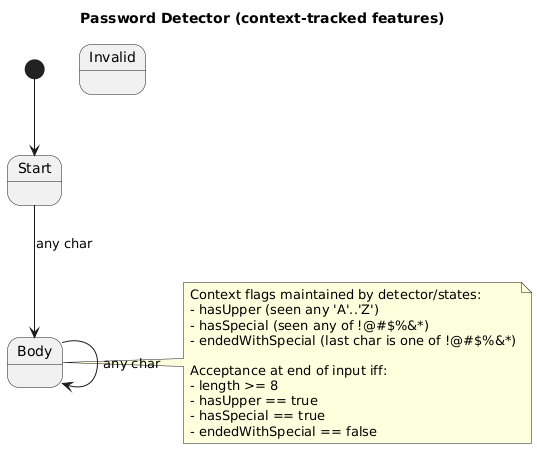 Password Detector (context-tracked features)
Invalid
Start
any char
Body
any char
Context flags maintained by detector/states:
- hasUpper (seen any 'A'..'Z')
- hasSpecial (seen any of !@#$%&*)
- endedWithSpecial (last char is one of !@#$%&*)
Acceptance at end of input iff:
- length >= 8
- hasUpper == true
- hasSpecial == true
- endedWithSpecial == false